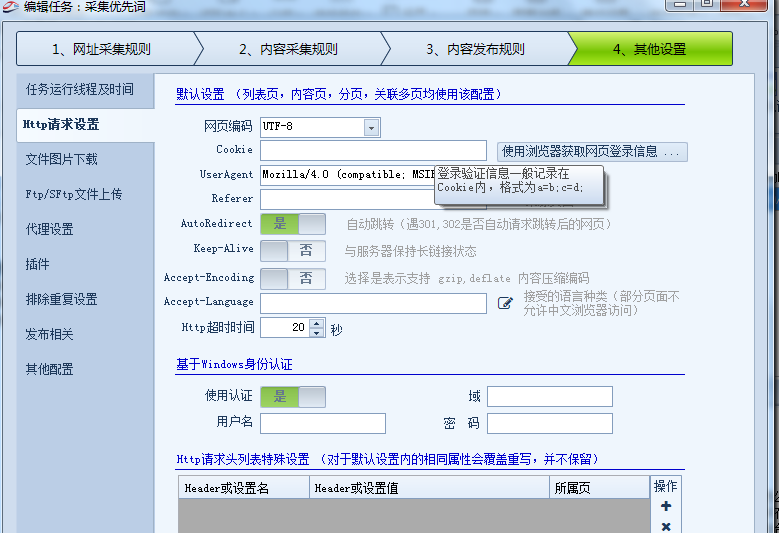 编辑任务：采集优先词
1、网址采集规则
2、内容采集规则
3、内容发布规则
4、其他设置
任务运行线程及时间
Http请求设置
文件图片下载
Ftp/SFtp文件上传
代理设置
插件
排除重复设置
发布相关
其他配置
默认设置 （列表页，内容页，分页，关联多页均使用该配置）
网页编码 UTF-8
Cookie 使用浏览器获取网页登录信息 ...
UserAgent Mozilla/4.0 (compatible; MSIE
登录验证信息一般记录在
Cookie内，格式为a=b;c=d;
Referer
AutoRedirect 是 自动跳转（遇301,302是否自动请求跳转后的网页）
Keep-Alive 否 与服务器保持长链接状态
Accept-Encoding 否 选择是表示支持 gzip,deflate 内容压缩编码
Accept-Language 接受的语言种类（部分页面不
允许中文浏览器访问）
Http超时时间 20 秒
基于Windows身份认证
使用认证 是 域
用户名 密 码
Http请求头列表特殊设置 （对于默认设置内的相同属性会覆盖重写，并不保留）
Header或设置名 Header或设置值 所属页 操作